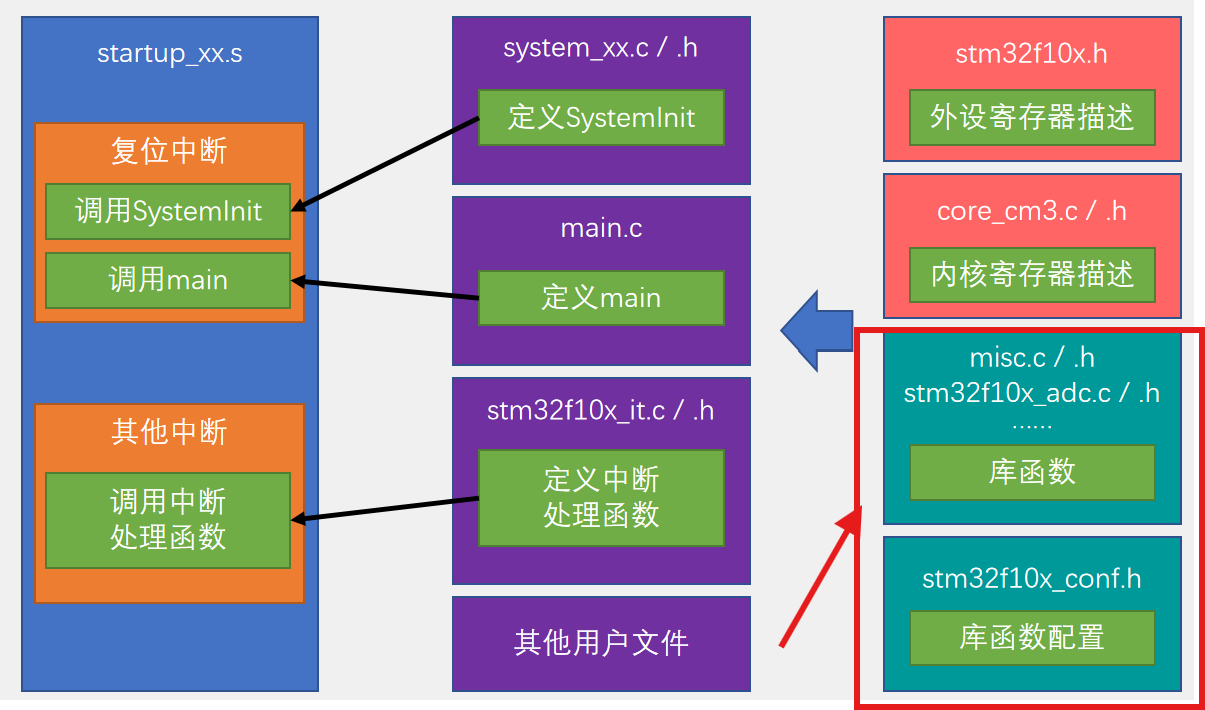 startup_xx.s
复位中断
调用SystemInit
调用main
其他中断
调用中断
处理函数
system_xx.c / .h
定义SystemInit
main.c
定义main
stm32f10x_it.c / .h
定义中断
处理函数
其他用户文件
stm32f10x.h
外设寄存器描述
core_cm3.c / .h
内核寄存器描述
misc.c / .h
stm32f10x_adc.c / .h
......
库函数
stm32f10x_conf.h
库函数配置